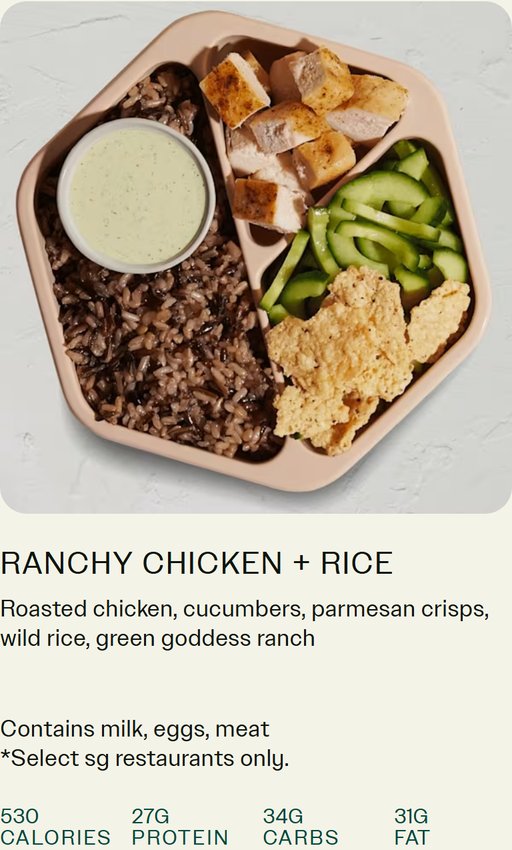 RANCHY CHICKEN + RICE
Roasted chicken, cucumbers, parmesan crisps,
wild rice, green goddess ranch
Contains milk, eggs, meat
*Select sg restaurants only.
530 27G 34G 31G
CALORIES PROTEIN CARBS FAT